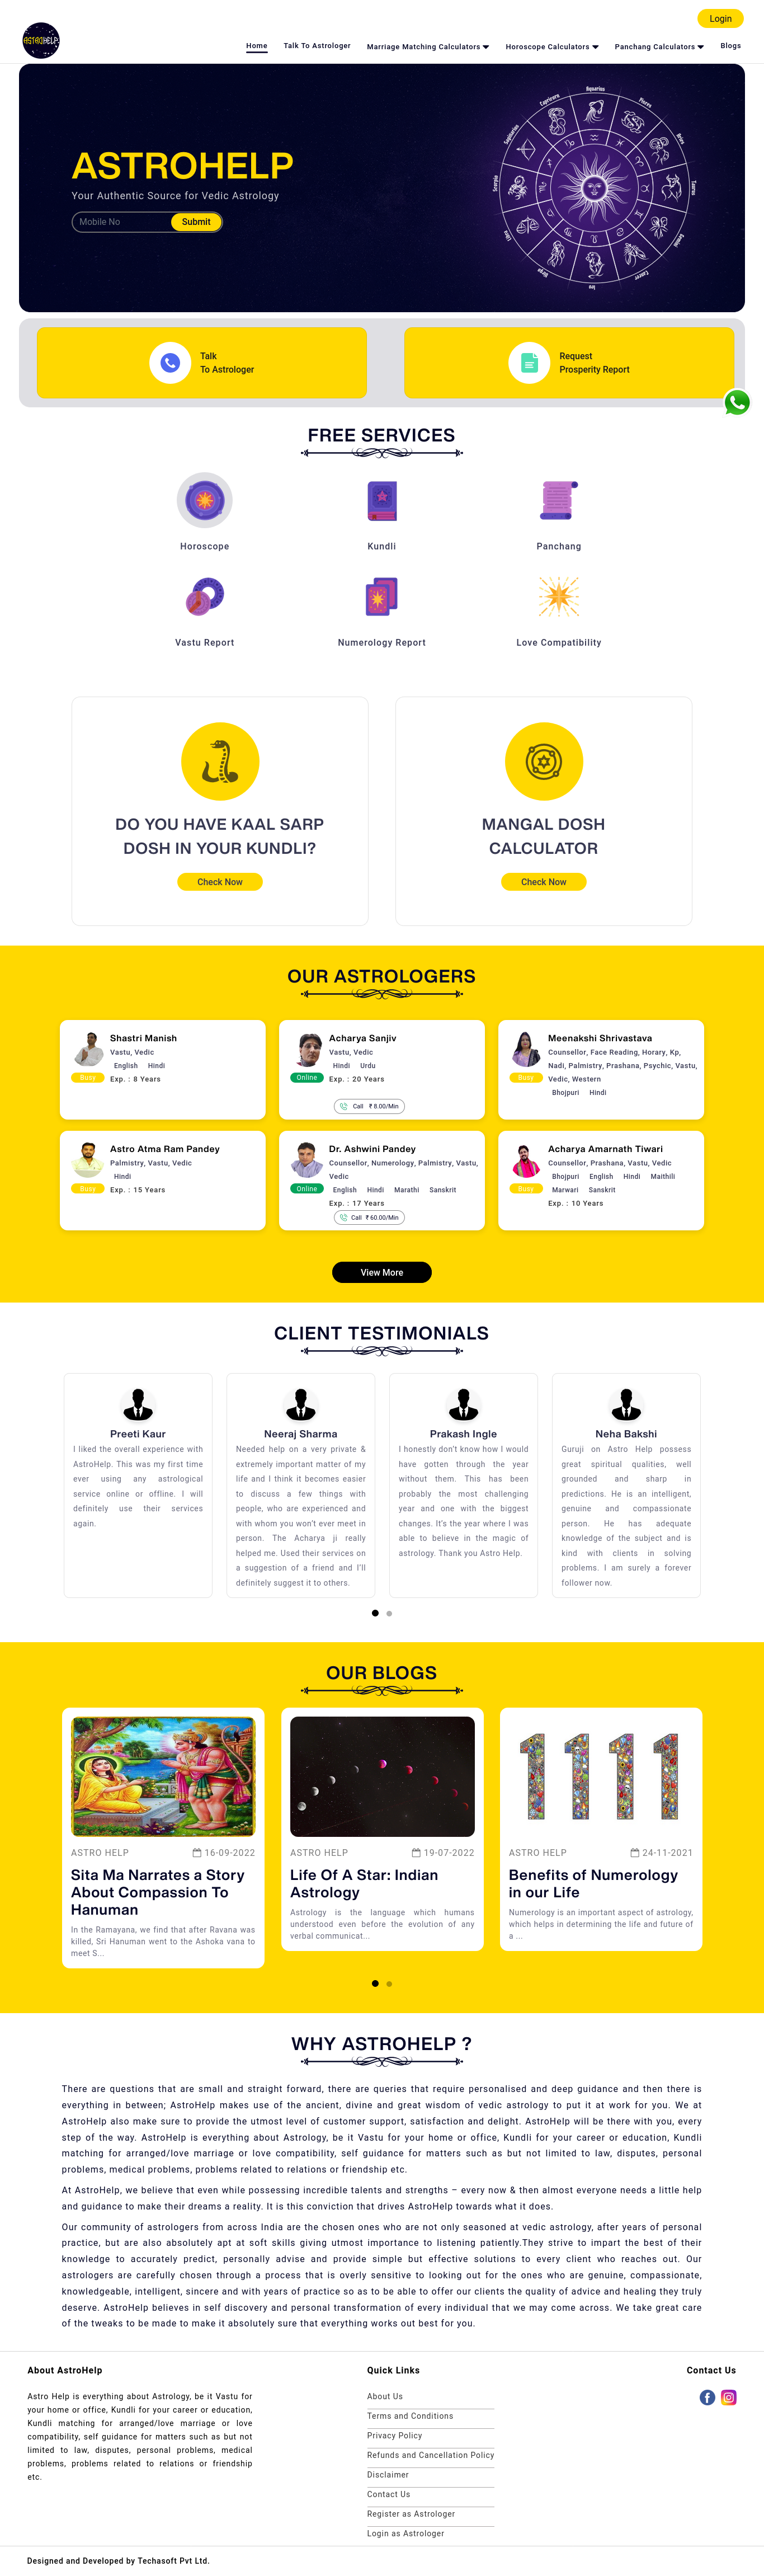 Login
ASTROHELP
Home
Talk To Astrologer
Marriage Matching Calculators
Horoscope Calculators
Panchang Calculators
Blogs
ASTROHELP
Your Authentic Source for Vedic Astrology
Mobile No
Submit
Aquarius
Pisces
Aries
Taurus
Gemini
Cancer
Leo
Virgo
Libra
Scorpio
Sagittarius
Capricorn
Talk
To Astrologer
Request
Prosperity Report
FREE SERVICES
Horoscope
Kundli
Panchang
Vastu Report
Numerology Report
Love Compatibility
DO YOU HAVE KAAL SARP
DOSH IN YOUR KUNDLI?
Check Now
MANGAL DOSH
CALCULATOR
Check Now
OUR ASTROLOGERS
Shastri Manish
Vastu, Vedic
English Hindi
Exp. : 8 Years
Busy
Acharya Sanjiv
Vastu, Vedic
Hindi Urdu
Exp. : 20 Years
Online
Call ₹ 8.00/Min
Meenakshi Shrivastava
Counsellor, Face Reading, Horary, Kp,
Nadi, Palmistry, Prashana, Psychic, Vastu,
Vedic, Western
Bhojpuri Hindi
Busy
Astro Atma Ram Pandey
Palmistry, Vastu, Vedic
Hindi
Exp. : 15 Years
Busy
Dr. Ashwini Pandey
Counsellor, Numerology, Palmistry, Vastu,
Vedic
English Hindi Marathi Sanskrit
Exp. : 17 Years
Online
Call ₹ 60.00/Min
Acharya Amarnath Tiwari
Counsellor, Prashana, Vastu, Vedic
Bhojpuri English Hindi Maithili
Marwari Sanskrit
Exp. : 10 Years
Busy
View More
CLIENT TESTIMONIALS
Preeti Kaur
I liked the overall experience with
AstroHelp. This was my first time
ever using any astrological
service online or offline. I will
definitely use their services
again.
Neeraj Sharma
Needed help on a very private &
extremely important matter of my
life and I think it becomes easier
to discuss a few things with
people, who are experienced and
with whom you won't ever meet in
person. The Acharya ji really
helped me. Used their services on
a suggestion of a friend and I'll
definitely suggest it to others.
Prakash Ingle
I honestly don't know how I would
have gotten through the year
without them. This has been
probably the most challenging
year and one with the biggest
changes. It's the year where I was
able to believe in the magic of
astrology. Thank you Astro Help.
Neha Bakshi
Guruji on Astro Help possess
great spiritual qualities, well
grounded and sharp in
predictions. He is an intelligent,
genuine and compassionate
person. He has adequate
knowledge of the subject and is
kind with clients in solving
problems. I am surely a forever
follower now.
OUR BLOGS
ASTRO HELP 16-09-2022
Sita Ma Narrates a Story
About Compassion To
Hanuman
In the Ramayana, we find that after Ravana was
killed, Sri Hanuman went to the Ashoka vana to
meet S...
ASTRO HELP 19-07-2022
Life Of A Star: Indian
Astrology
Astrology is the language which humans
understood even before the evolution of any
verbal communicat...
1111
ASTRO HELP 24-11-2021
Benefits of Numerology
in our Life
Numerology is an important aspect of astrology,
which helps in determining the life and future of
a ...
WHY ASTROHELP ?
There are questions that are small and straight forward, there are queries that require personalised and deep guidance and then there is
everything in between; AstroHelp makes use of the ancient, divine and great wisdom of vedic astrology to put it at work for you. We at
AstroHelp also make sure to provide the utmost level of customer support, satisfaction and delight. AstroHelp will be there with you, every
step of the way. AstroHelp is everything about Astrology, be it Vastu for your home or office, Kundli for your career or education, Kundli
matching for arranged/love marriage or love compatibility, self guidance for matters such as but not limited to law, disputes, personal
problems, medical problems, problems related to relations or friendship etc.
At AstroHelp, we believe that even while possessing incredible talents and strengths – every now & then almost everyone needs a little help
and guidance to make their dreams a reality. It is this conviction that drives AstroHelp towards what it does.
Our community of astrologers from across India are the chosen ones who are not only seasoned at vedic astrology, after years of personal
practice, but are also absolutely apt at soft skills giving utmost importance to listening patiently.They strive to impart the best of their
knowledge to accurately predict, personally advise and provide simple but effective solutions to every client who reaches out. Our
astrologers are carefully chosen through a process that is overly sensitive to looking out for the ones who are genuine, compassionate,
knowledgeable, intelligent, sincere and with years of practice so as to be able to offer our clients the quality of advice and healing they truly
deserve. AstroHelp believes in self discovery and personal transformation of every individual that we may come across. We take great care
of the tweaks to be made to make it absolutely sure that everything works out best for you.
About AstroHelp
Astro Help is everything about Astrology, be it Vastu for
your home or office, Kundli for your career or education,
Kundli matching for arranged/love marriage or love
compatibility, self guidance for matters such as but not
limited to law, disputes, personal problems, medical
problems, problems related to relations or friendship
etc.
Quick Links
About Us
Terms and Conditions
Privacy Policy
Refunds and Cancellation Policy
Disclaimer
Contact Us
Register as Astrologer
Login as Astrologer
Contact Us
Designed and Developed by Techasoft Pvt Ltd.